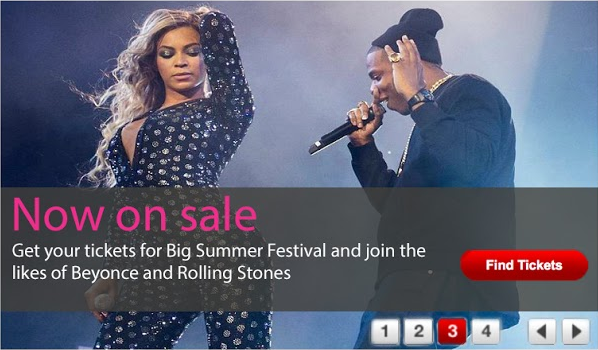 Now on sale
Get your tickets for Big Summer Festival and join the
likes of Beyonce and Rolling Stones
Find Tickets
1 2 3 4